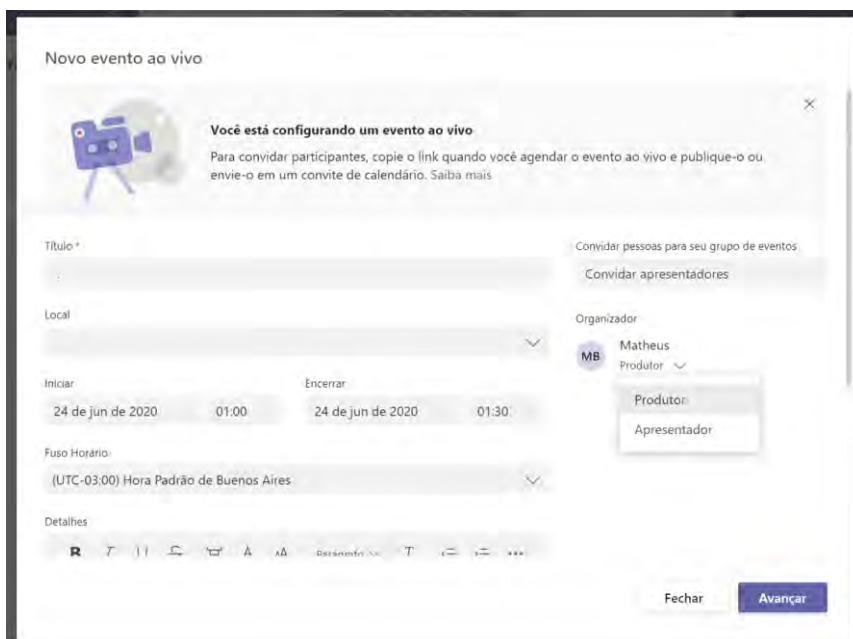 Novo evento ao vivo
Você está configurando um evento ao vivo
Para convidar participantes, copie o link quando você agendar o evento ao vivo e publique-o ou
envie-o em um convite de calendário. Saiba mais
Título *
Convidar pessoas para seu grupo de eventos
Convidar apresentadores
Local
Organizador
MB
Matheus
Produtor
Produtor
Apresentador
Iniciar
Encerrar
24 de jun de 2020 01:00 24 de jun de 2020 01:30
Fuso Horário
(UTC-03:00) Hora Padrão de Buenos Aires
Detalhes
B I U S A AA Parágrafo T
Fechar
Avançar